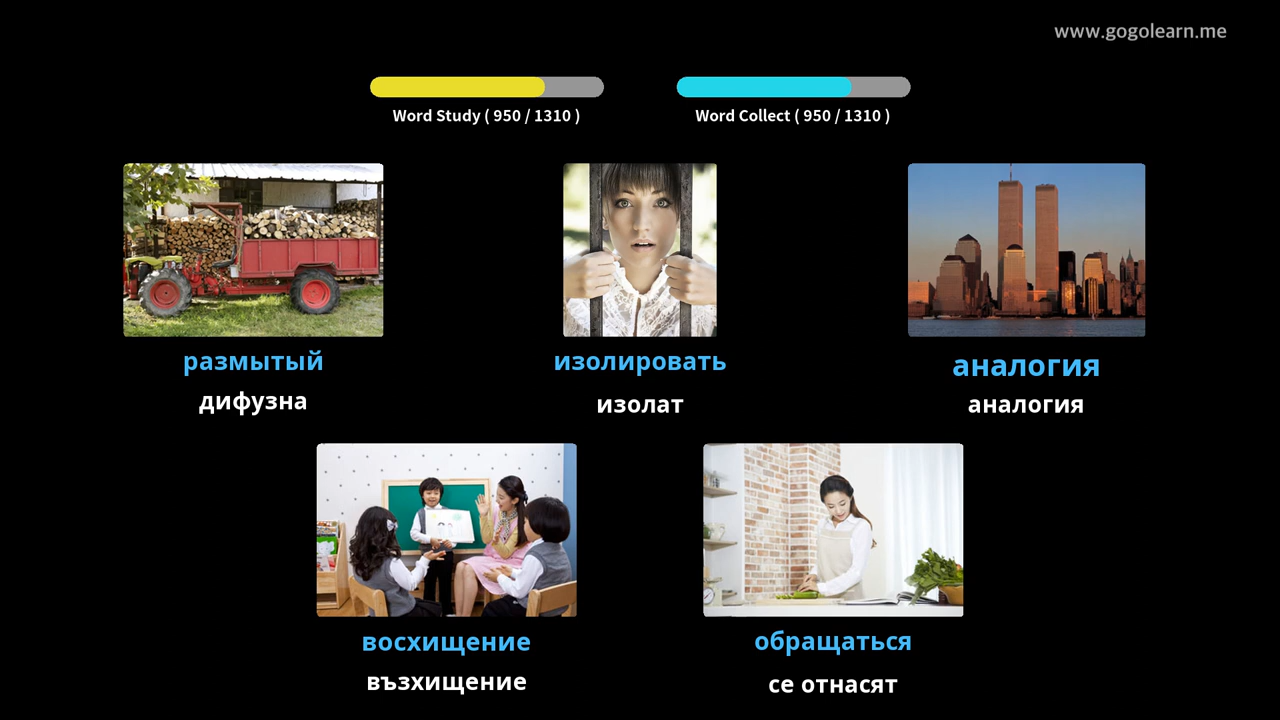 www.gogolearn.me
Word Study ( 950 / 1310 )
Word Collect ( 950 / 1310 )
размытый
дифузна
изолировать
изолат
аналогия
аналогия
восхищение
възхищение
обращаться
се отнасят